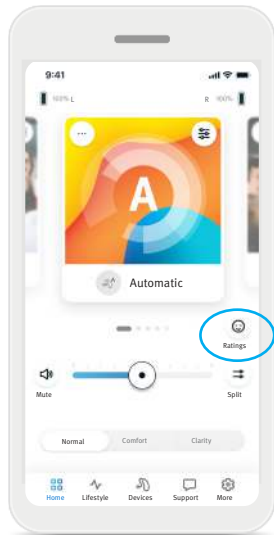 9:41
100% L
R 100%
A
Automatic
Ratings
Mute
Split
Normal Comfort Clarity
Home Lifestyle Devices Support More